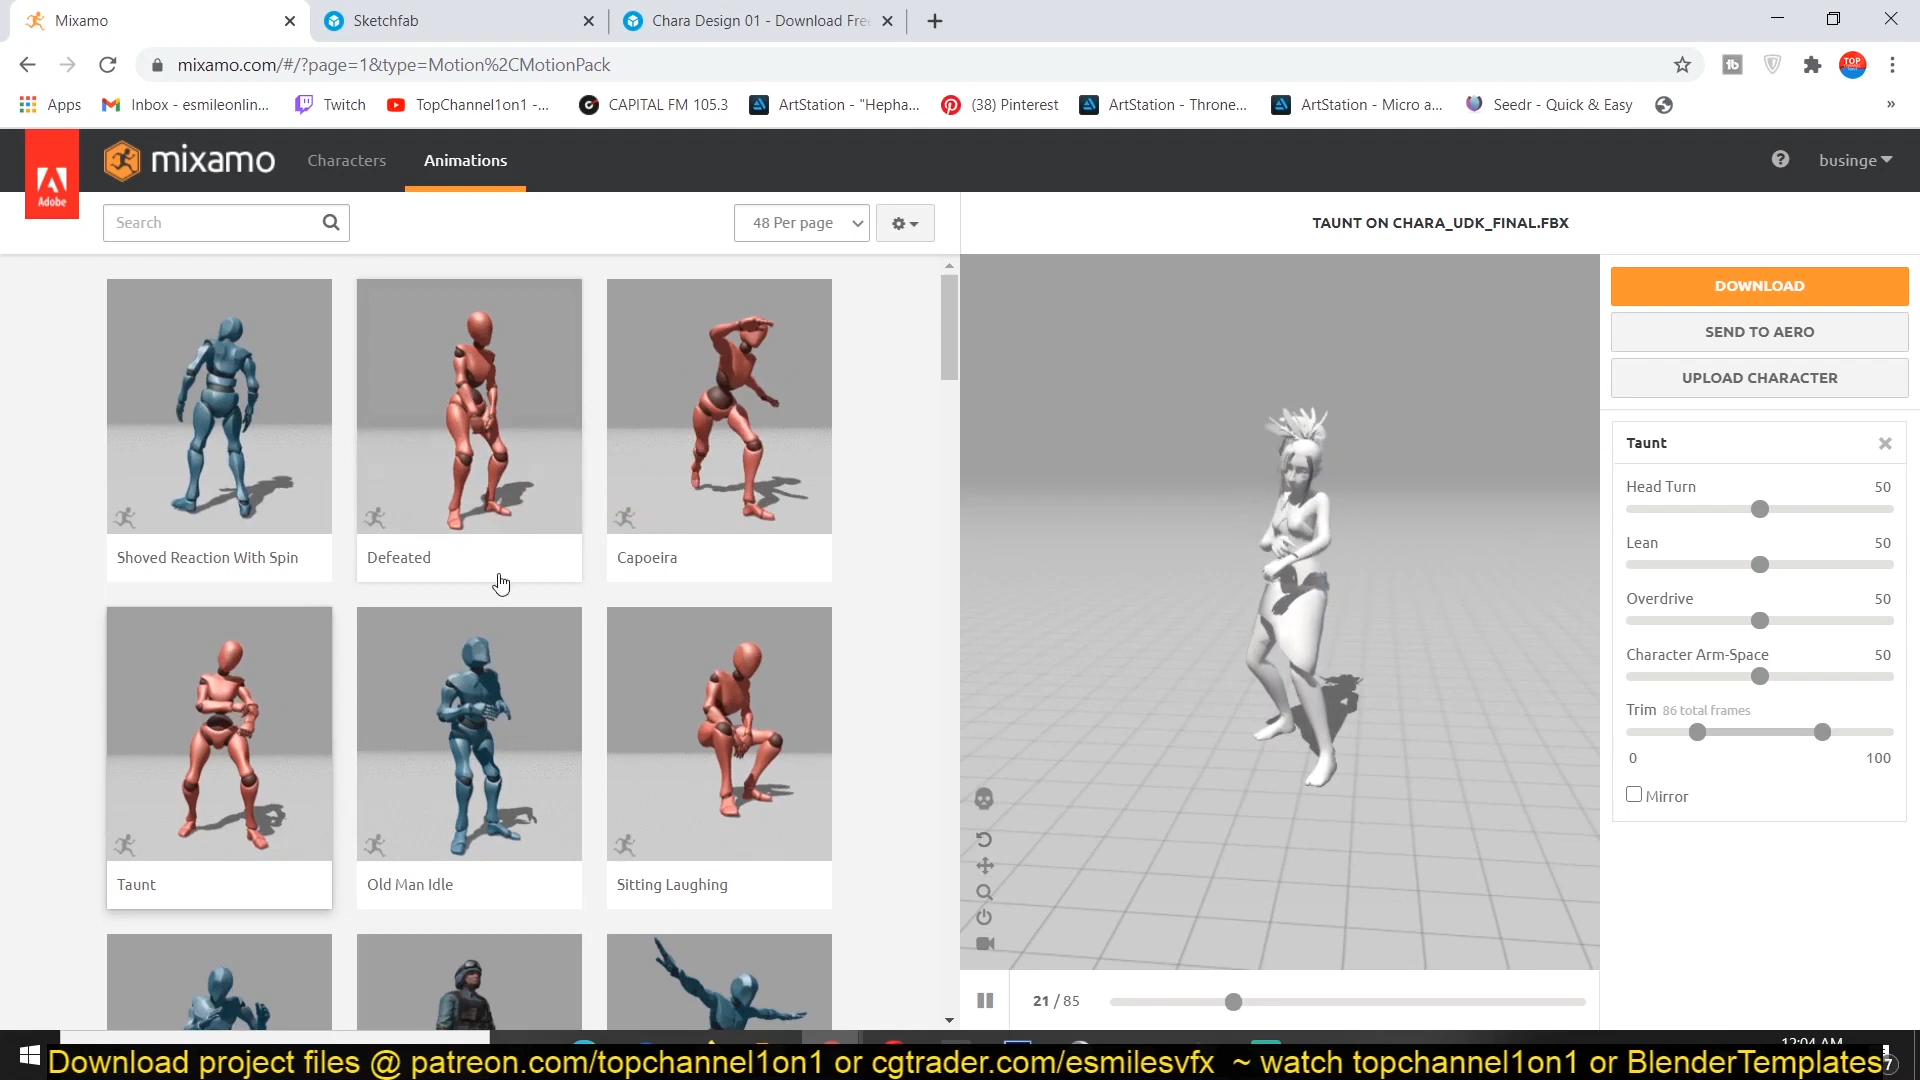 Mixamo
Sketchfab
Chara Design 01 - Download Fre
mixamo.com/#/?page=1&type=Motion%2CMotionPack
Apps
Inbox - esmileonlin...
Twitch
TopChannel1on1 -...
CAPITAL FM 105.3
ArtStation - "Hepha...
(38) Pinterest
ArtStation - Throne...
ArtStation - Micro a...
Seedr - Quick & Easy
»
Adobe
mixamo
Characters
Animations
businge
Search
48 Per page
TAUNT ON CHARA_UDK_FINAL.FBX
DOWNLOAD
SEND TO AERO
UPLOAD CHARACTER
Shoved Reaction With Spin
Defeated
Capoeira
Taunt
Old Man Idle
Sitting Laughing
Taunt
Head Turn 50
Lean 50
Overdrive 50
Character Arm-Space 50
Trim 86 total frames
0 100
Mirror
21 / 85
12:04 AM
Download project files @ patreon.com/topchannel1on1 or cgtrader.com/esmilesvfx ~ watch topchannel1on1 or BlenderTemplates